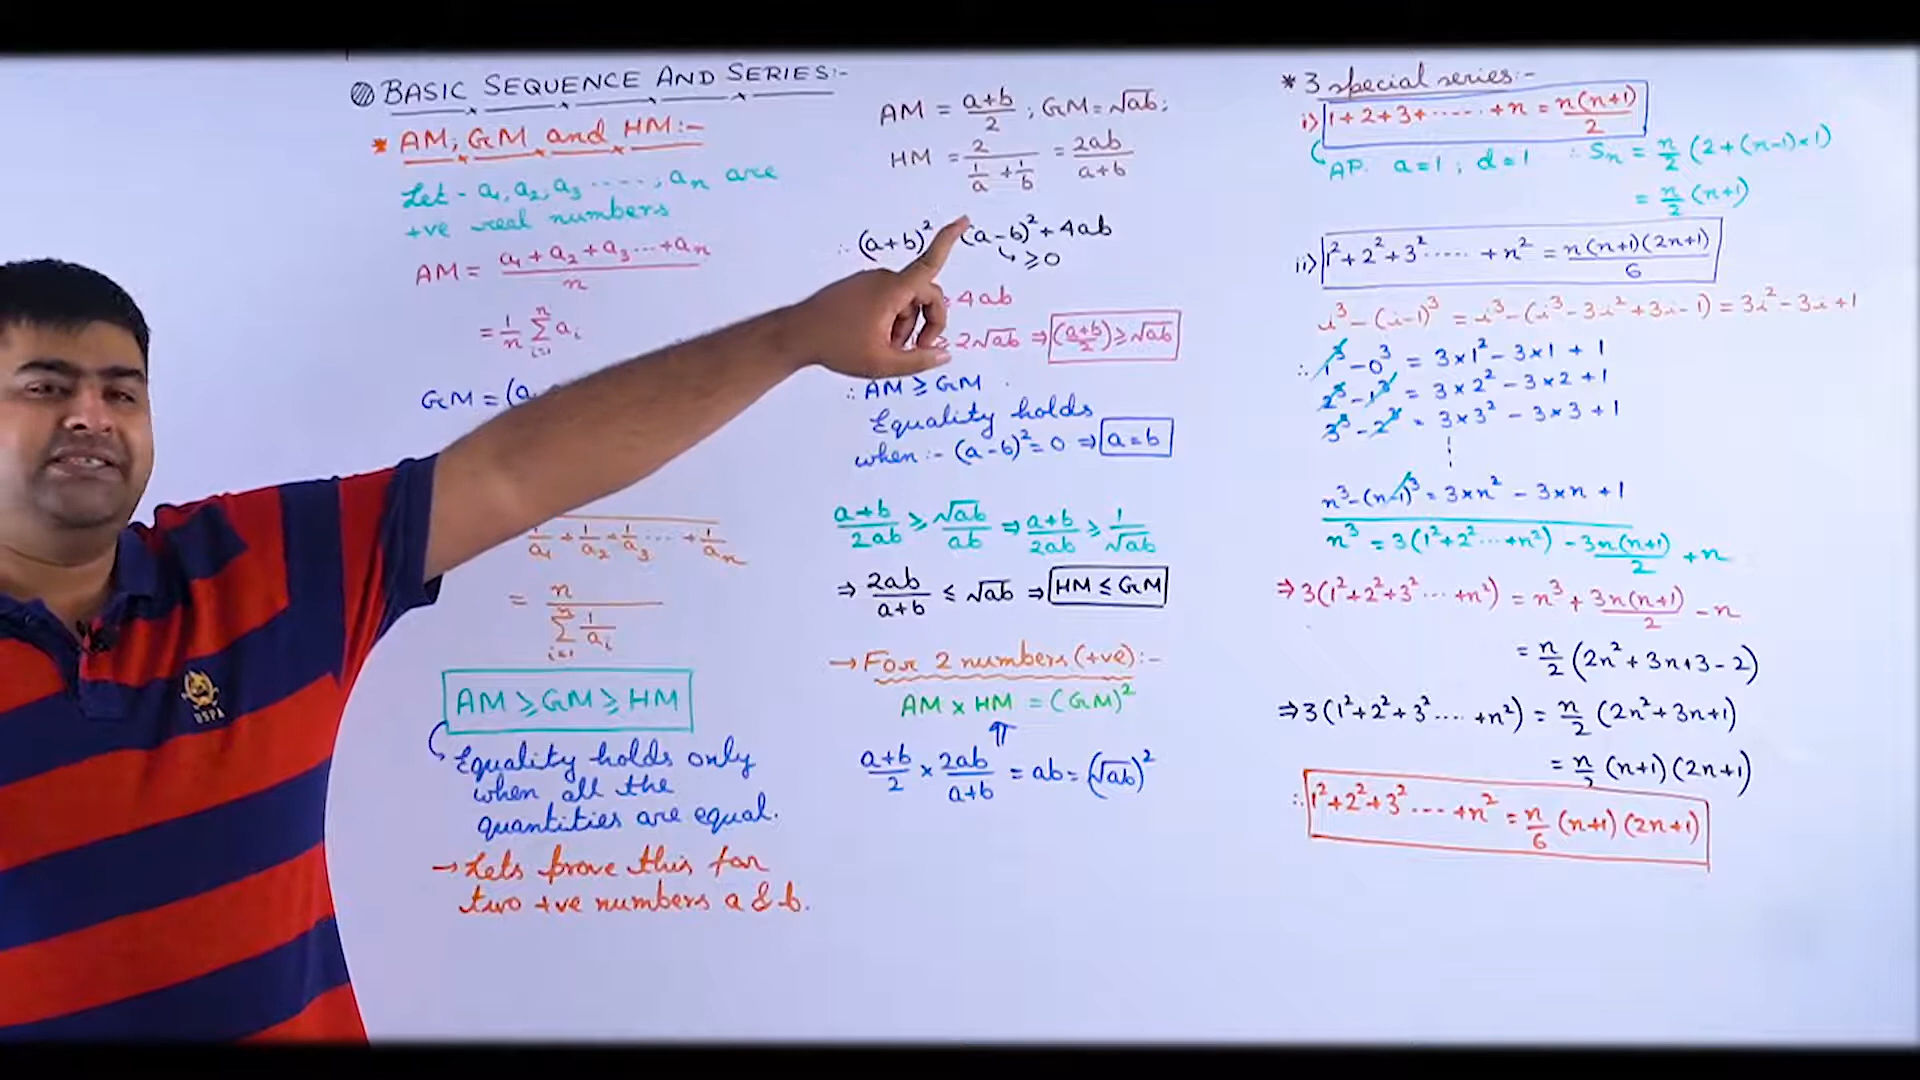 BASIC SEQUENCE AND SERIES:-
* AM; GM and HM:-
Let - a₁, a₂, a₃ ....., aₙ are
+ve real numbers
AM = (a₁ + a₂ + a₃ ... + aₙ)/n
= 1/n Σ_{i=1}^{n} aᵢ
GM = (a
1/a₁ + 1/a₂ + 1/a₃ ... + 1/aₙ
= n / Σ_{i=1}^{n} 1/aᵢ
AM ⩾ GM ⩾ HM
Equality holds only
when all the
quantities are equal.
→ Lets prove this for
two +ve numbers a & b.
BSPA
AM = (a+b)/2 ; GM = √ab ;
HM = 2/(1/a + 1/b) = 2ab/(a+b)
∴ (a+b)² (a-b)² + 4ab
↳ ⩾ 0
⩾ 4ab
⩾ 2√ab ⇒ (a+b/2) ⩾ √ab
∴ AM ⩾ GM
Equality holds
when :- (a-b)² = 0 ⇒ a = b
(a+b)/2ab ⩾ √ab/ab ⇒ (a+b)/2ab ⩾ 1/√ab
⇒ 2ab/(a+b) ≤ √ab ⇒ HM ≤ GM
→ For 2 numbers (+ve) :-
AM × HM = (GM)²
(a+b)/2 × 2ab/(a+b) = ab = (√ab)²
* 3 special series:-
i) 1+2+3+.....+n = n(n+1)/2
AP. a=1 ; d=1 ∴ Sₙ = n/2 (2+(n-1)×1)
= n/2 (n+1)
ii) 1²+2²+3² ..... +n² = n(n+1)(2n+1)/6
i³-(i-1)³ = i³-(i³-3i²+3i-1) = 3i²-3i+1
∴ 1³-0³ = 3×1²-3×1+1
2³-1³ = 3×2²-3×2+1
3³-2³ = 3×3²-3×3+1
n³-(n-1)³ = 3×n²-3×n+1
n³ = 3(1²+2² ...+n²) - 3n(n+1)/2 + n
⇒ 3(1²+2²+3² ... +n²) = n³ + 3n(n+1)/2 - n
= n/2 (2n²+3n+3-2)
⇒ 3(1²+2²+3² .... +n²) = n/2 (2n²+3n+1)
= n/2 (n+1)(2n+1)
∴ 1²+2²+3² .... +n² = n/6 (n+1)(2n+1)